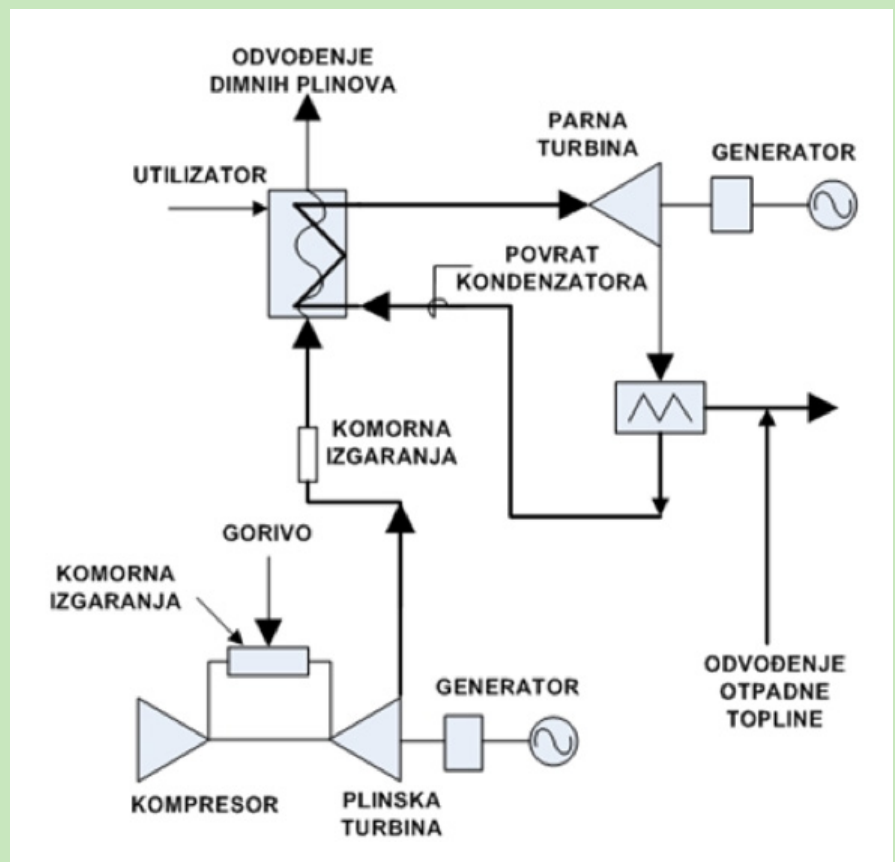 ODVOĐENJE
DIMNIH PLINOVA
PARNA
TURBINA
GENERATOR
UTILIZATOR
POVRAT
KONDENZATORA
KOMORNA
IZGARANJA
GORIVO
KOMORNA
IZGARANJA
ODVOĐENJE
OTPADNE
TOPLINE
GENERATOR
KOMPRESOR
PLINSKA
TURBINA